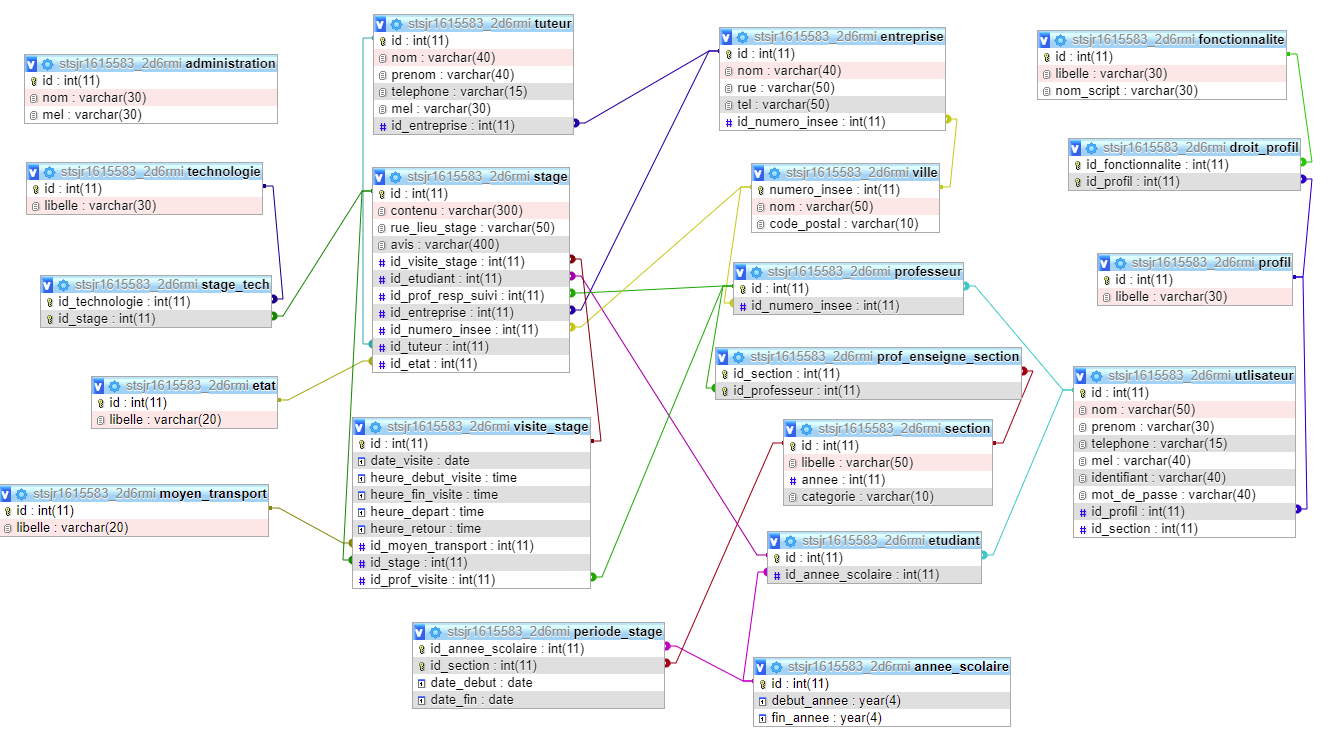 stsjr1615583_2d6rmi administration
id : int(11)
nom : varchar(30)
mel : varchar(30)
stsjr1615583_2d6rmi technologie
id : int(11)
libelle : varchar(30)
stsjr1615583_2d6rmi stage_tech
id_technologie : int(11)
id_stage : int(11)
stsjr1615583_2d6rmi etat
id : int(11)
libelle : varchar(20)
stsjr1615583_2d6rmi moyen_transport
id : int(11)
libelle : varchar(20)
stsjr1615583_2d6rmi tuteur
id : int(11)
nom : varchar(40)
prenom : varchar(40)
telephone : varchar(15)
mel : varchar(30)
id_entreprise : int(11)
stsjr1615583_2d6rmi stage
id : int(11)
contenu : varchar(300)
rue_lieu_stage : varchar(50)
avis : varchar(400)
id_visite_stage : int(11)
id_etudiant : int(11)
id_prof_resp_suivi : int(11)
id_entreprise : int(11)
id_numero_insee : int(11)
id_tuteur : int(11)
id_etat : int(11)
stsjr1615583_2d6rmi visite_stage
id : int(11)
date_visite : date
heure_debut_visite : time
heure_fin_visite : time
heure_depart : time
heure_retour : time
id_moyen_transport : int(11)
id_stage : int(11)
id_prof_visite : int(11)
stsjr1615583_2d6rmi periode_stage
id_annee_scolaire : int(11)
id_section : int(11)
date_debut : date
date_fin : date
stsjr1615583_2d6rmi entreprise
id : int(11)
nom : varchar(40)
rue : varchar(50)
tel : varchar(50)
id_numero_insee : int(11)
stsjr1615583_2d6rmi ville
numero_insee : int(11)
nom : varchar(50)
code_postal : varchar(10)
stsjr1615583_2d6rmi professeur
id : int(11)
id_numero_insee : int(11)
stsjr1615583_2d6rmi prof_enseigne_section
id_section : int(11)
id_professeur : int(11)
stsjr1615583_2d6rmi section
id : int(11)
libelle : varchar(50)
annee : int(11)
categorie : varchar(10)
stsjr1615583_2d6rmi etudiant
id : int(11)
id_annee_scolaire : int(11)
stsjr1615583_2d6rmi annee_scolaire
id : int(11)
debut_annee : year(4)
fin_annee : year(4)
stsjr1615583_2d6rmi fonctionnalite
id : int(11)
libelle : varchar(30)
nom_script : varchar(30)
stsjr1615583_2d6rmi droit_profil
id_fonctionnalite : int(11)
id_profil : int(11)
stsjr1615583_2d6rmi profil
id : int(11)
libelle : varchar(30)
stsjr1615583_2d6rmi utlisateur
id : int(11)
nom : varchar(50)
prenom : varchar(30)
telephone : varchar(15)
mel : varchar(40)
identifiant : varchar(40)
mot_de_passe : varchar(40)
id_profil : int(11)
id_section : int(11)